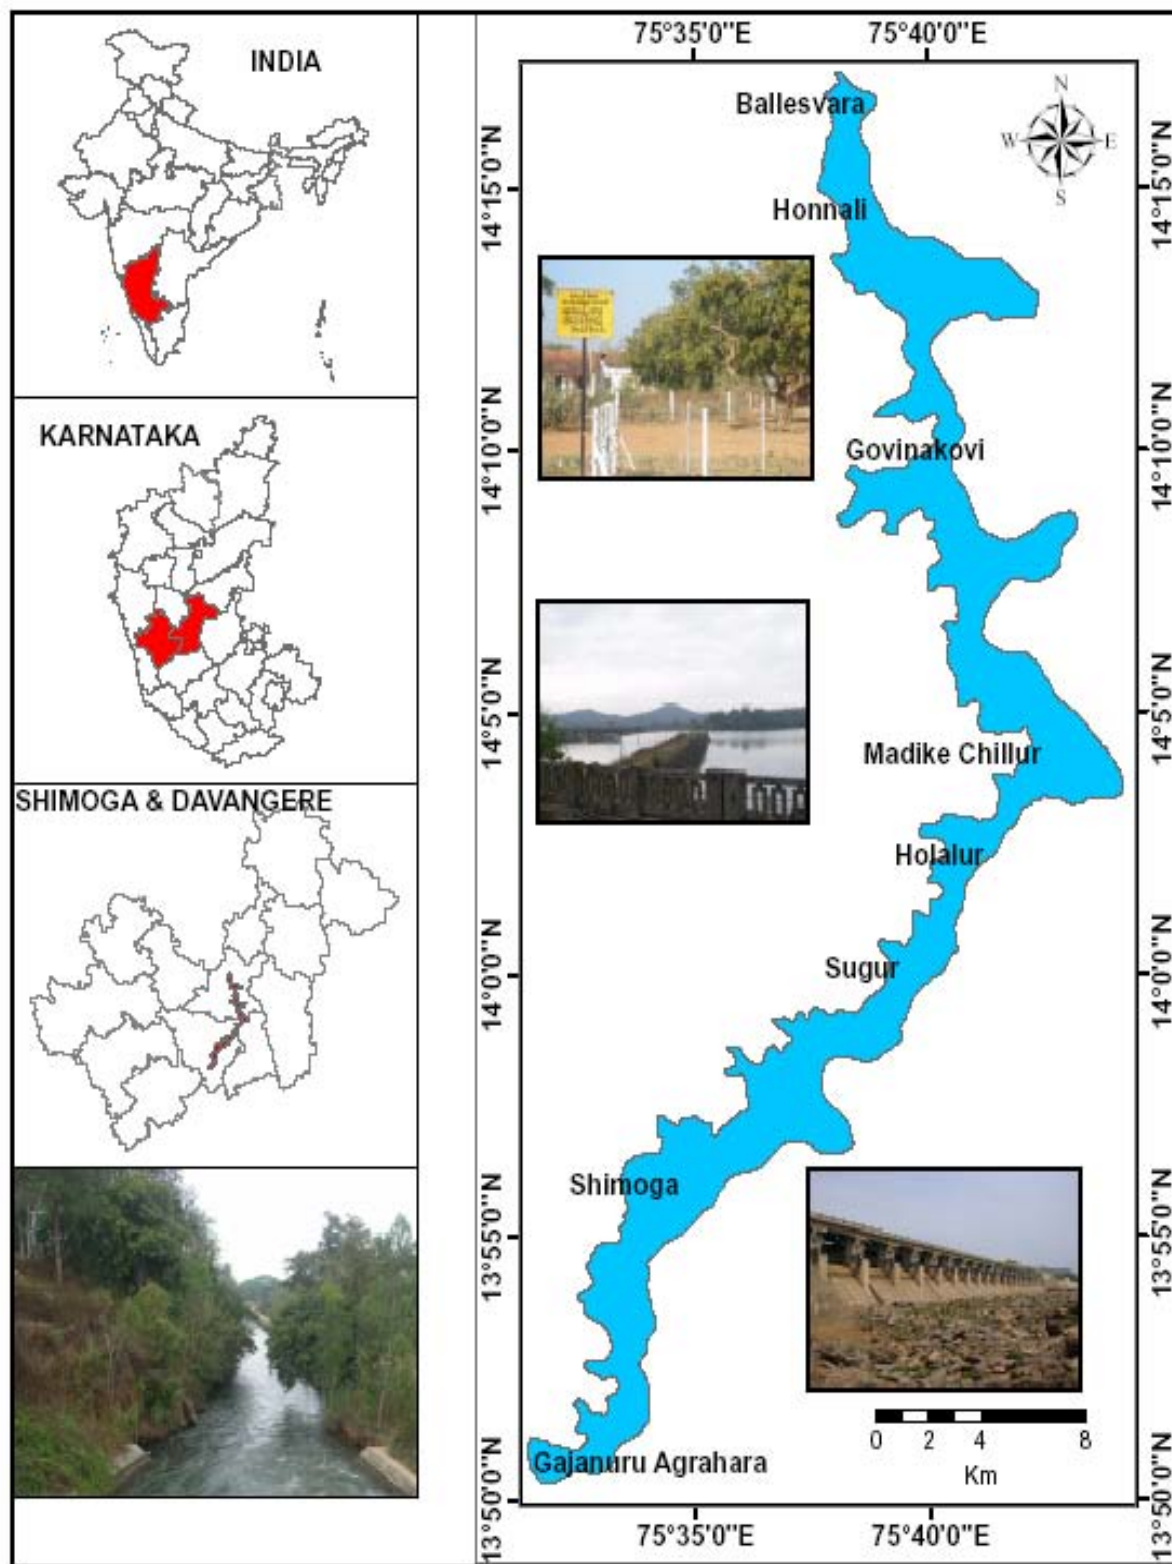 INDIA
KARNATAKA
SHIMOGA & DAVANGERE
75°35'0"E
75°40'0"E
N
W
E
S
Ballesvara
14°15'0"N
14°15'0"N
Honnali
14°10'0"N
14°10'0"N
Govinakovi
14°5'0"N
14°5'0"N
Madike Chillur
Holalur
14°0'0"N
14°0'0"N
Sugur
Shimoga
13°55'0"N
13°55'0"N
0 2 4 8
Km
Gajanuru Agrahara
13°50'0"N
13°50'0"N
75°35'0"E
75°40'0"E